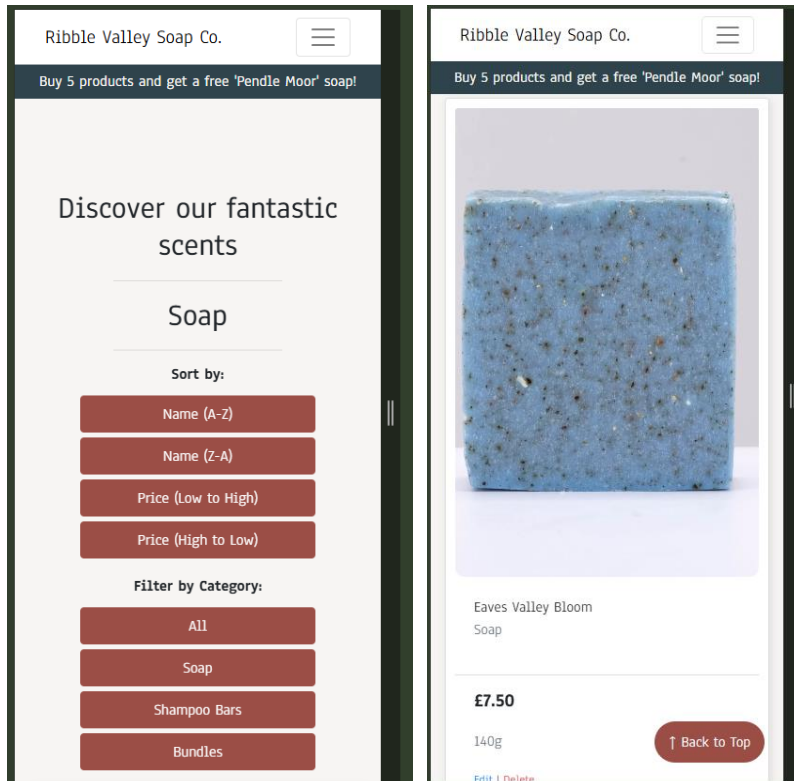 Ribble Valley Soap Co.
Buy 5 products and get a free 'Pendle Moor' soap!
Discover our fantastic
scents
Soap
Sort by:
Name (A-Z)
Name (Z-A)
Price (Low to High)
Price (High to Low)
Filter by Category:
All
Soap
Shampoo Bars
Bundles
Ribble Valley Soap Co.
Buy 5 products and get a free 'Pendle Moor' soap!
Eaves Valley Bloom
Soap
£7.50
140g
↑ Back to Top
Edit | Delete